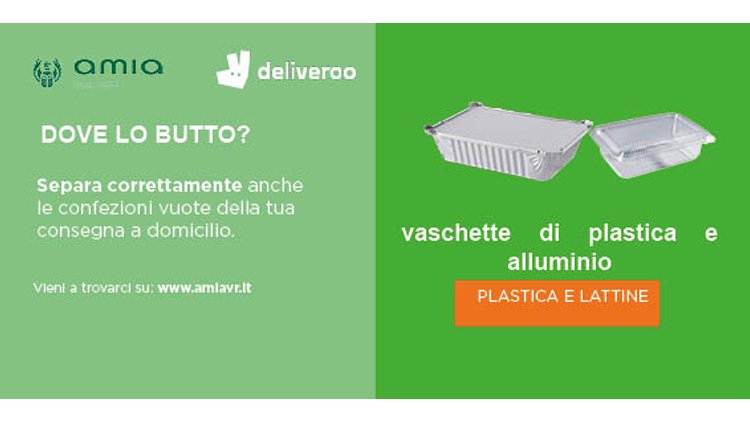 amia
deliveroo
DOVE LO BUTTO?
Separa correttamente anche
le confezioni vuote della tua
consegna a domicilio.
Vieni a trovarci su: www.amiavr.it
vaschette di plastica e
alluminio
PLASTICA E LATTINE